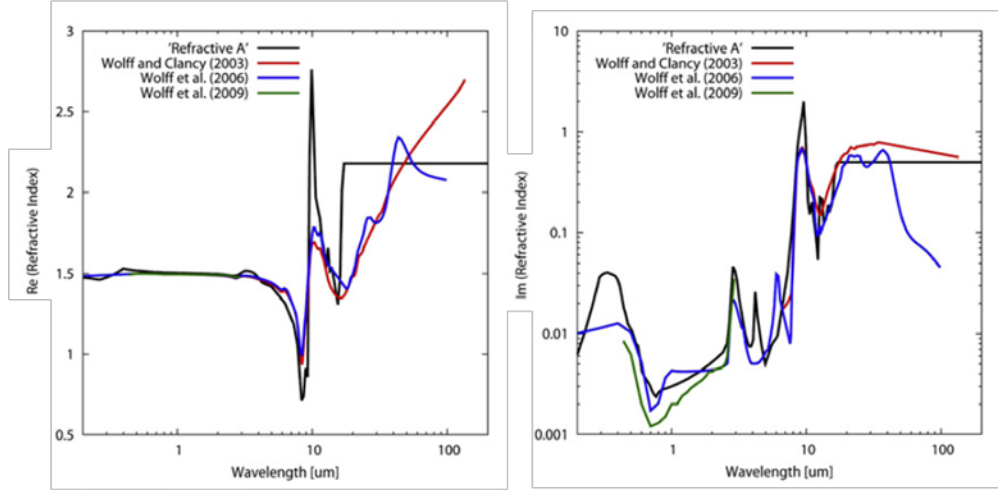 3
2.5
2
1.5
1
0.5
Re (Refractive Index)
'Refractive A'
Wolff and Clancy (2003)
Wolff et al. (2006)
Wolff et al. (2009)
1
10
100
Wavelength [um]
10
1
0.1
0.01
0.001
Im (Refractive Index)
'Refractive A'
Wolff and Clancy (2003)
Wolff et al. (2006)
Wolff et al. (2009)
1
10
100
Wavelength [um]